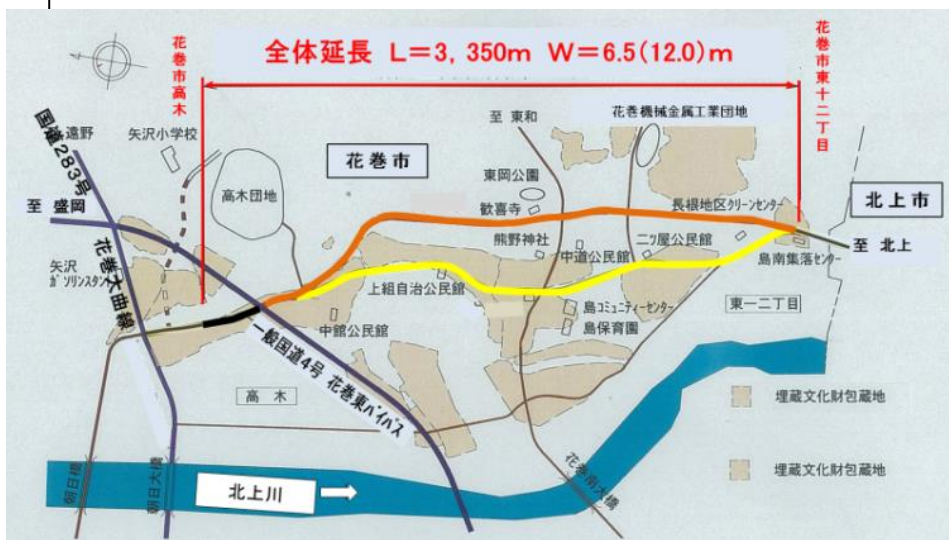 全体延長 L=3,350m W=6.5(12.0)m
花巻市高木
花巻市東十二丁目
国道283号
遠野
矢沢小学校
至 盛岡
高木団地
花巻市
至 東和
花巻機械金属工業団地
東岡公園
歓喜寺
長根地区クリーンセンター
北上市
至 北上
熊野神社
中道公民館
二ツ屋公民館
島南集落センター
矢沢
ガソリンスタンド
花巻大曲線
上組自治公民館
中館公民館
島コミュニティーセンター
島保育園
東一二丁目
一般国道4号 花巻東バイパス
高木
埋蔵文化財包蔵地
埋蔵文化財包蔵地
朝日橋
朝日大橋
花巻南大橋
北上川